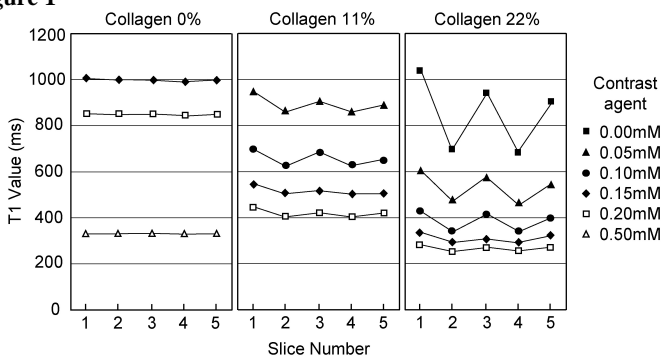 Collagen 0%
Collagen 11%
Collagen 22%
T1 Value (ms)
1200
1000
800
600
400
200
0
1 2 3 4 5
1 2 3 4 5
1 2 3 4 5
Slice Number
Contrast
agent
0.00mM
0.05mM
0.10mM
0.15mM
0.20mM
0.50mM